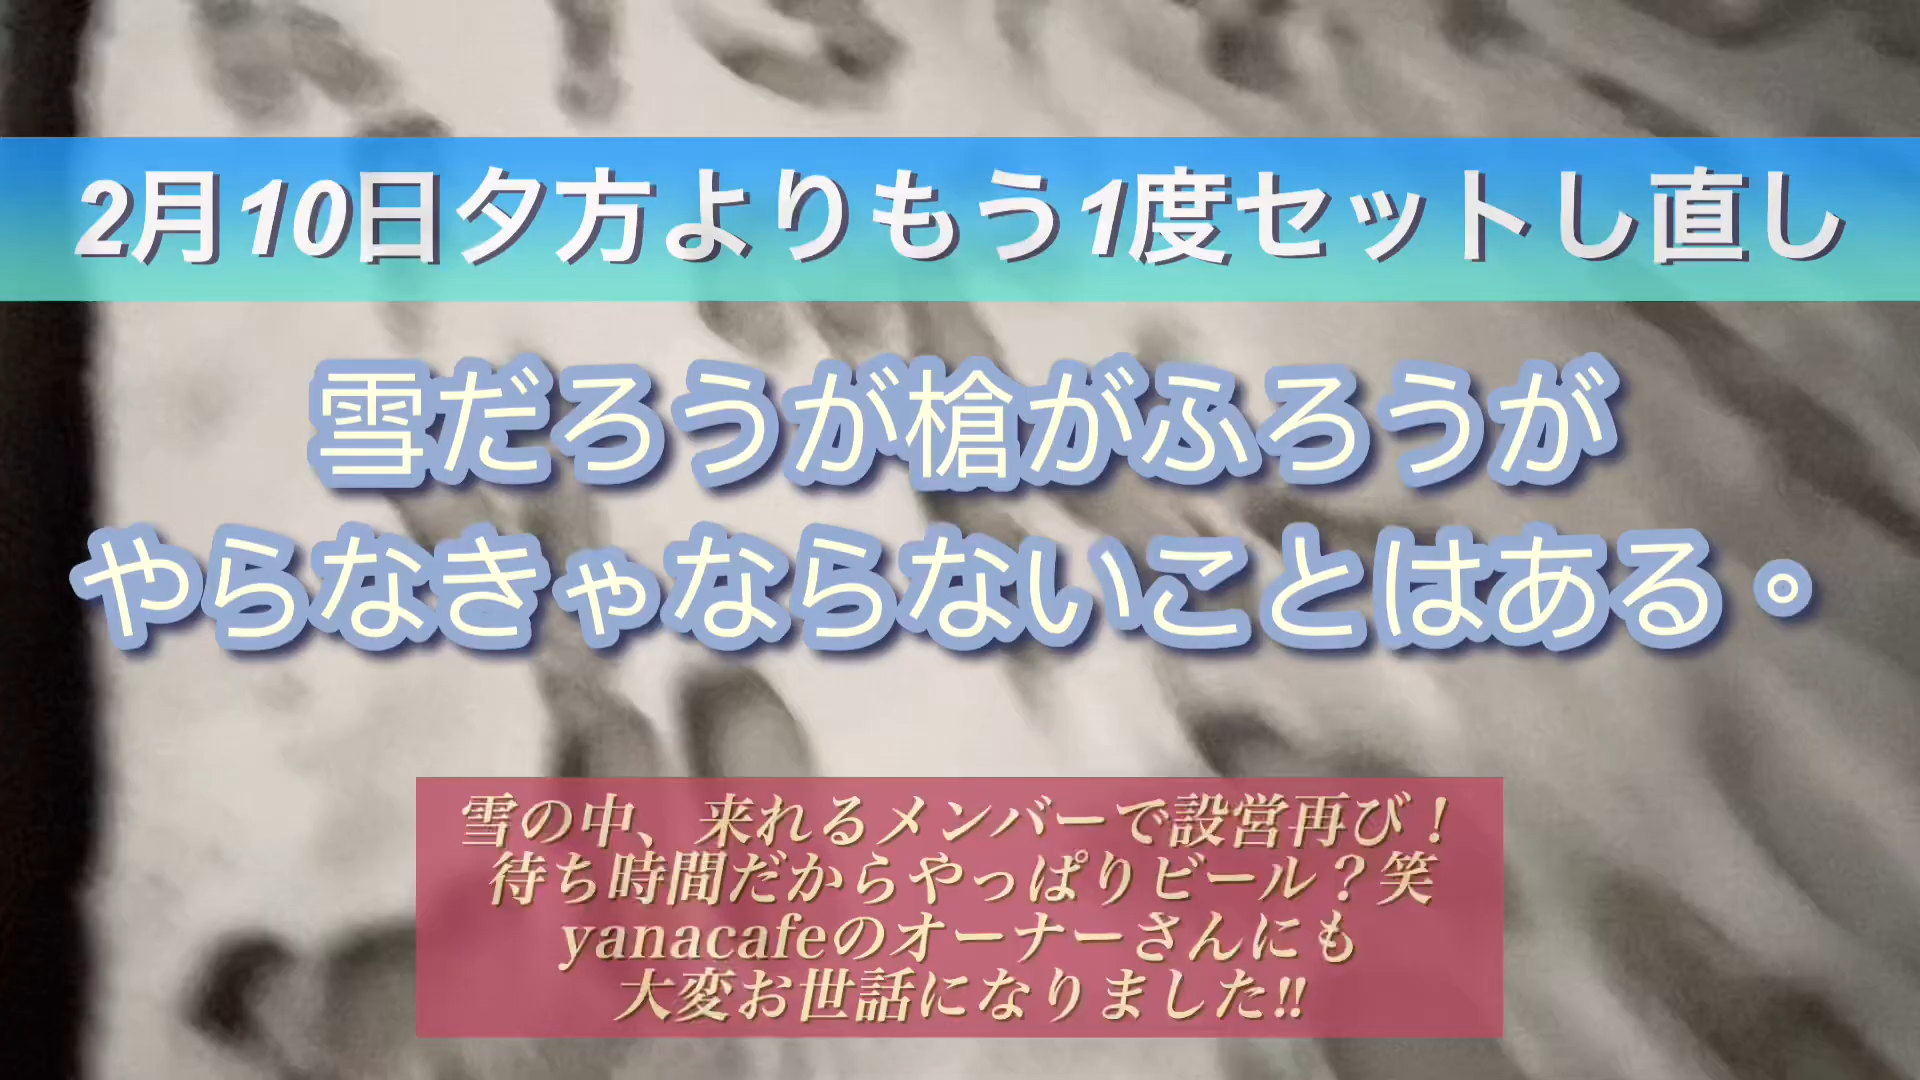 2月10日夕方よりもう1度セットし直し
雪だろうが槍がふろうが
やらなきゃならないことはある。
雪の中、来れるメンバーで設営再び！
待ち時間だからやっぱりビール？笑
yanacafeのオーナーさんにも
大変お世話になりました‼